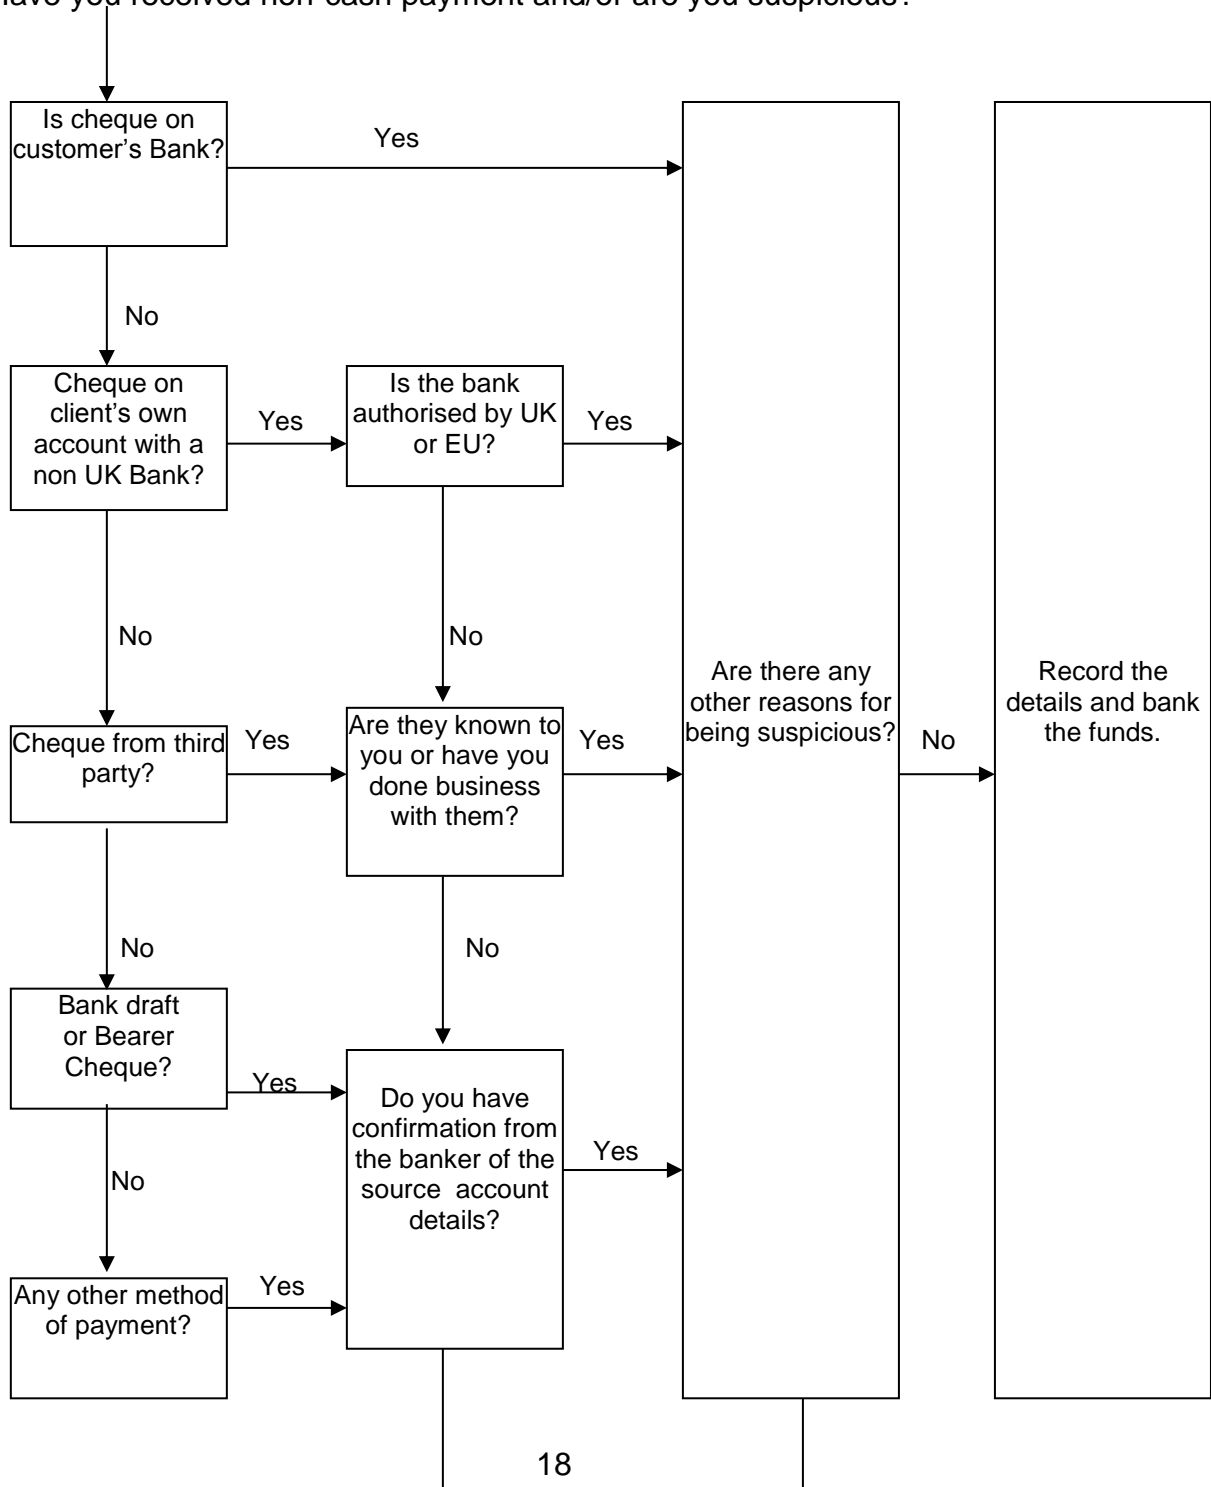 have you received non-cash payment and/or are you suspicious?
Is cheque on
customer’s Bank?
Yes
No
Cheque on
client’s own
account with a
non UK Bank?
Yes
Is the bank
authorised by UK
or EU?
Yes
No
No
Cheque from third
party?
Yes
Are they known to
you or have you
done business
with them?
Yes
Are there any
other reasons for
being suspicious?
No
Record the
details and bank
the funds.
No
No
Bank draft
or Bearer
Cheque?
Yes
Do you have
confirmation from
the banker of the
source account
details?
Yes
No
Any other method
of payment?
Yes
18